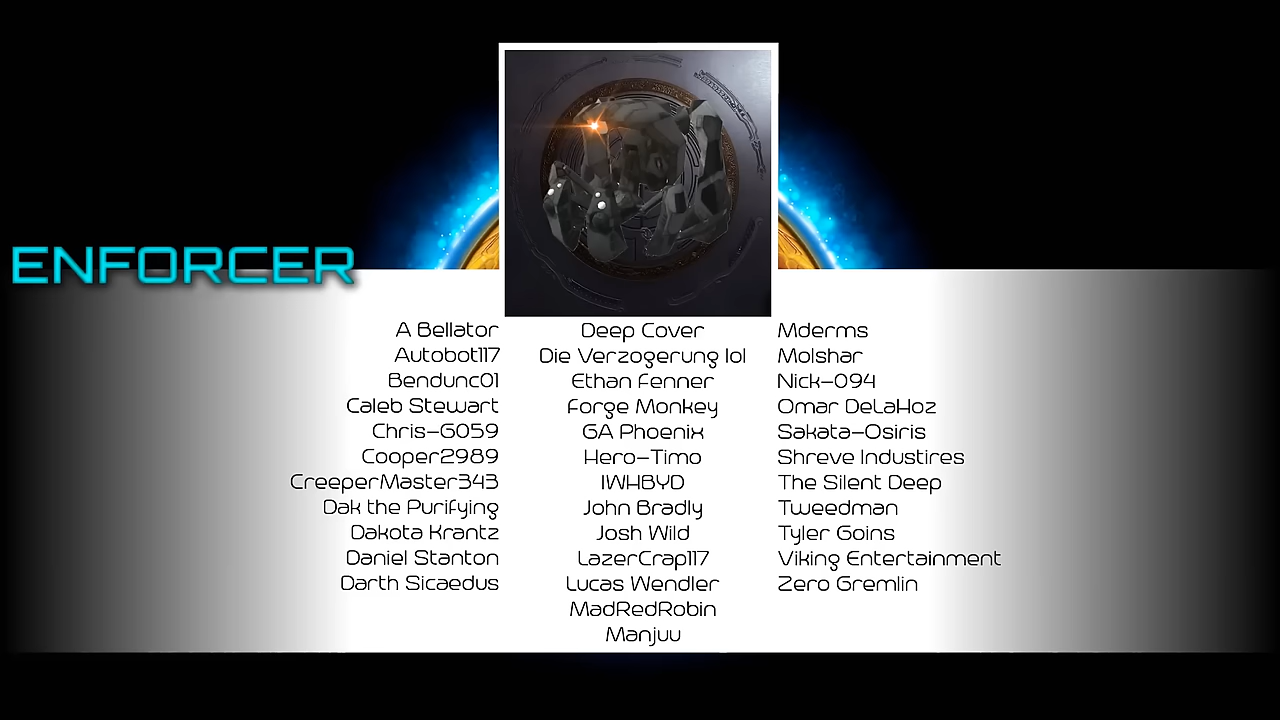 ENFORCER
A Bellator
Autobot117
Bendunc01
Caleb Stewart
Chris-G059
Cooper2989
CreeperMaster343
Dak the Purifying
Dakota Krantz
Daniel Stanton
Darth Sicaedus
Deep Cover
Die Verzogerung lol
Ethan Fenner
Forge Monkey
GA Phoenix
Hero-Timo
IWHBYD
John Bradly
Josh Wild
LazerCrap117
Lucas Wendler
MadRedRobin
Manjuu
Mderms
Molshar
Nick-094
Omar DeLaHoz
Sakata-Osiris
Shreve Industires
The Silent Deep
Tweedman
Tyler Goins
Viking Entertainment
Zero Gremlin